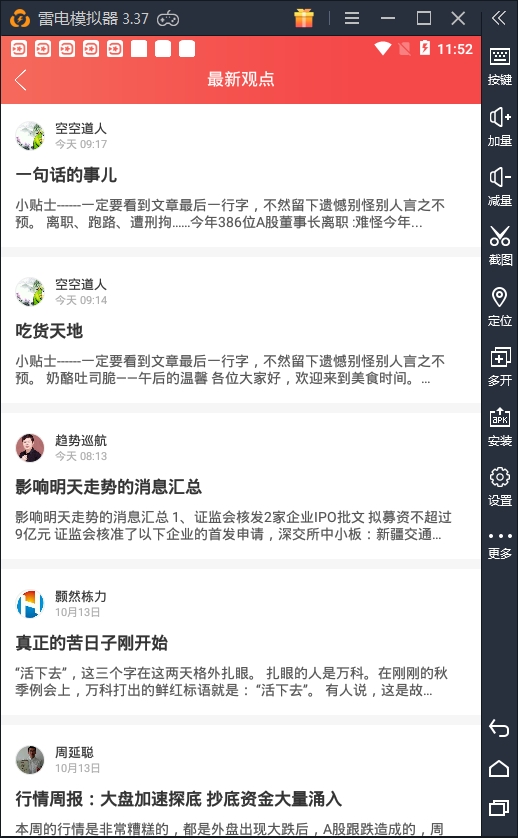 雷电模拟器 3.37
11:52
最新观点
空空道人
今天 09:17
一句话的事儿
小贴士------一定要看到文章最后一行字，不然留下遗憾别怪别人言之不
预。 离职、跑路、遭刑拘……今年386位A股董事长离职 :难怪今年...
空空道人
今天 09:14
吃货天地
小贴士------一定要看到文章最后一行字，不然留下遗憾别怪别人言之不
预。 奶酪吐司脆——午后的温馨 各位大家好，欢迎来到美食时间。...
趋势巡航
今天 08:13
影响明天走势的消息汇总
影响明天走势的消息汇总 1、证监会核发2家企业IPO批文 拟募资不超过
9亿元 证监会核准了以下企业的首发申请，深交所中小板：新疆交通...
颢然栋力
10月13日
真正的苦日子刚开始
“活下去”，这三个字在这两天格外扎眼。 扎眼的人是万科。在刚刚的秋
季例会上，万科打出的鲜红标语就是： “活下去”。 有人说，这是故...
周延聪
10月13日
行情周报：大盘加速探底 抄底资金大量涌入
本周的行情是非常糟糕的，都是外盘出现大跌后，A股跟跌造成的，周
按键
加量
减量
截图
定位
多开
APK
安装
设置
更多